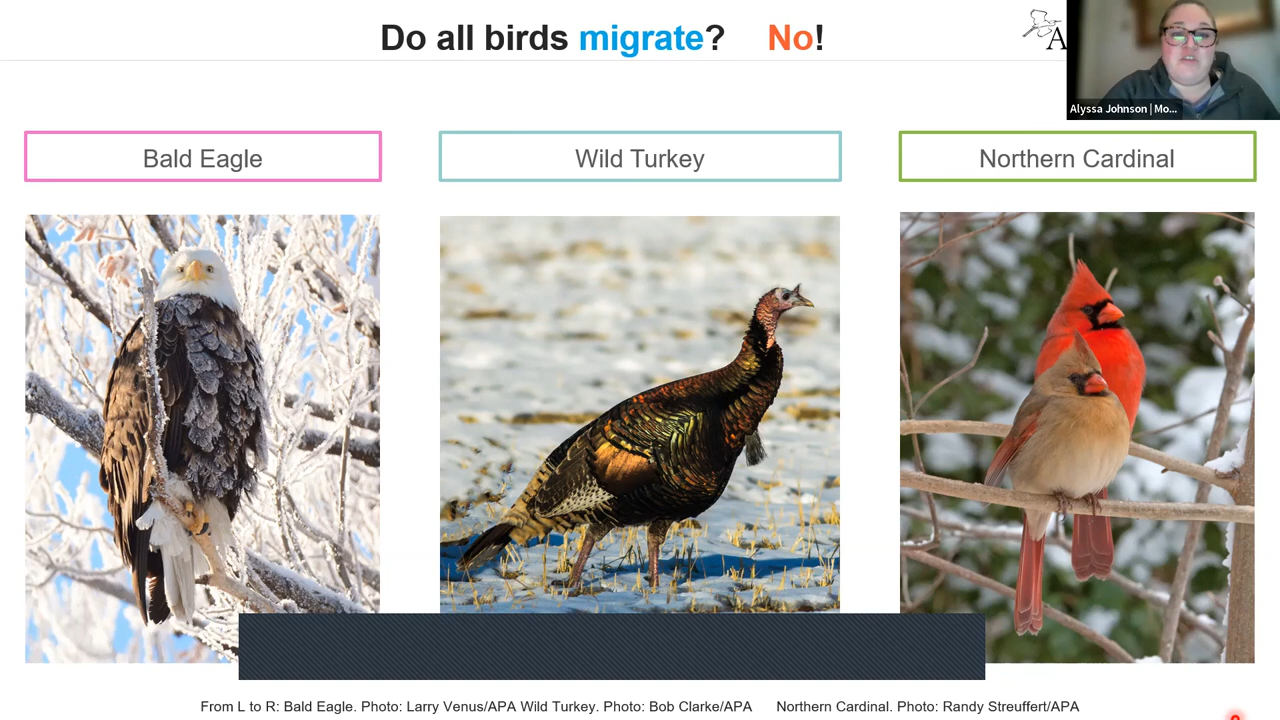 Do all birds migrate? No!
A
Alyssa Johnson | Mo...
Bald Eagle
Wild Turkey
Northern Cardinal
From L to R: Bald Eagle. Photo: Larry Venus/APA Wild Turkey. Photo: Bob Clarke/APA Northern Cardinal. Photo: Randy Streuffert/APA